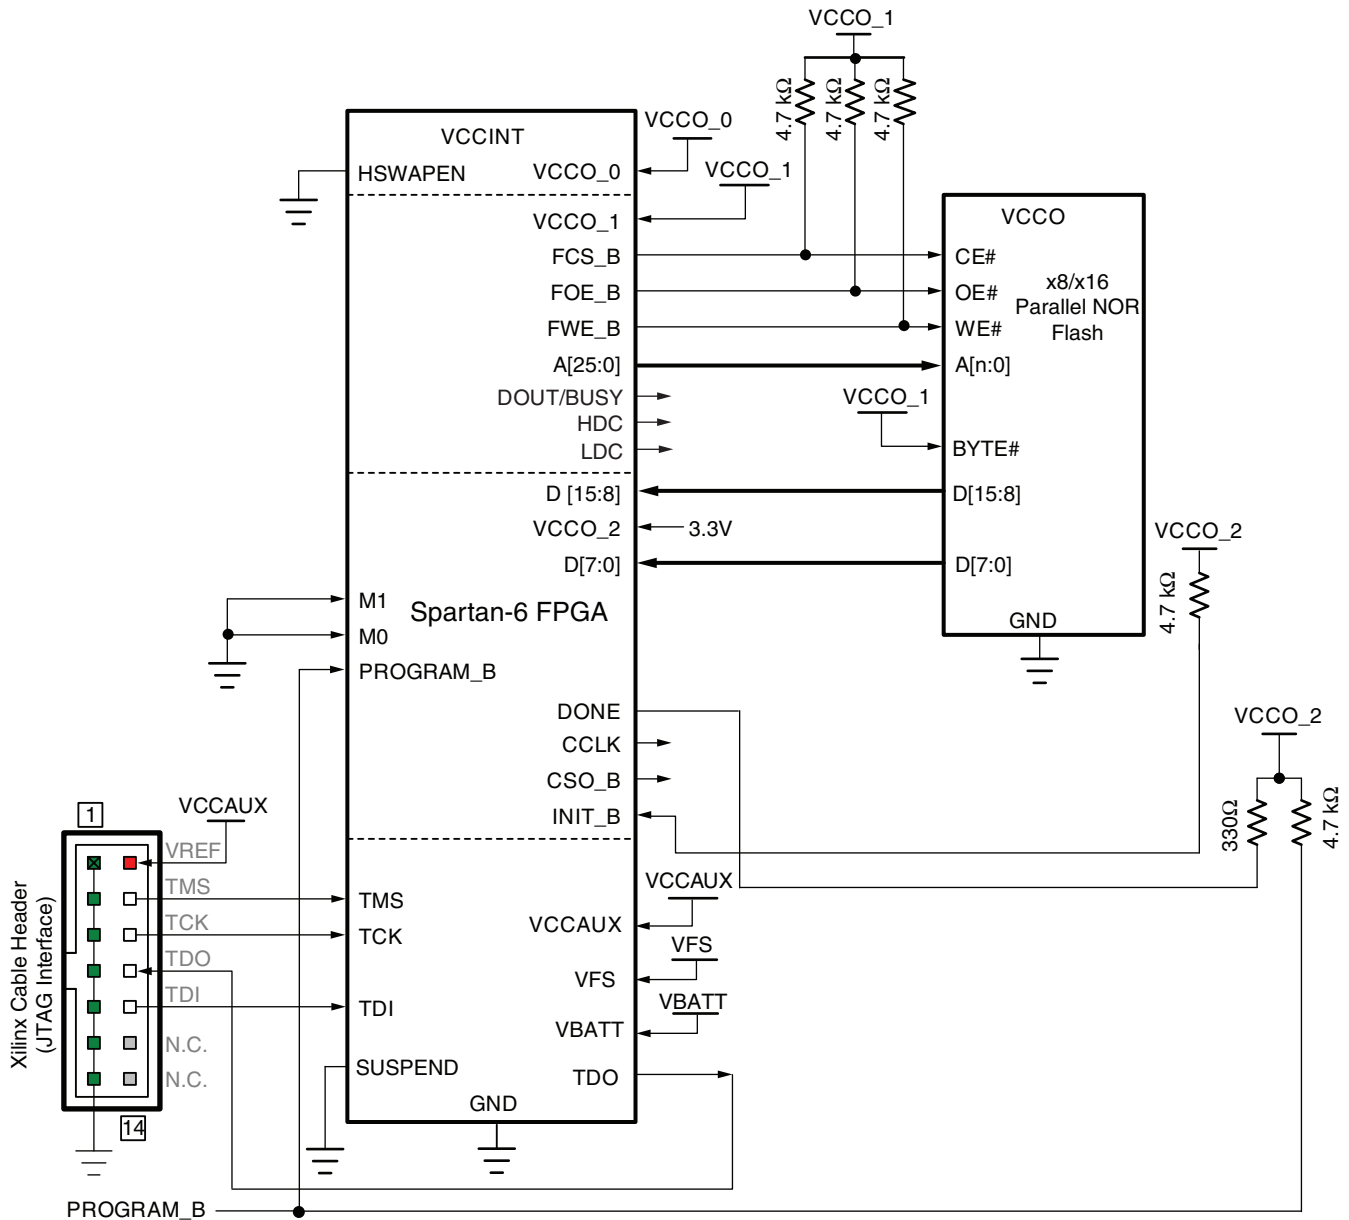 VCCO_1
4.7 kΩ
4.7 kΩ
4.7 kΩ
VCCINT
VCCO_0
HSWAPEN
VCCO_0
VCCO_1
VCCO_1
VCCO
FCS_B
CE#
FOE_B
OE#
x8/x16
Parallel NOR
Flash
FWE_B
WE#
A[25:0]
A[n:0]
DOUT/BUSY
VCCO_1
HDC
LDC
BYTE#
D [15:8]
D[15:8]
VCCO_2
3.3V
VCCO_2
D[7:0]
D[7:0]
4.7 kΩ
M1
Spartan-6 FPGA
M0
GND
PROGRAM_B
DONE
VCCO_2
CCLK
CSO_B
INIT_B
330Ω
4.7 kΩ
1
VCCAUX
VREF
TMS
TMS
TCK
TCK
TDO
TDI
TDI
N.C.
N.C.
Xilinx Cable Header
(JTAG Interface)
14
VCCAUX
VCCAUX
VFS
VFS
VBATT
VBATT
SUSPEND
TDO
GND
PROGRAM_B